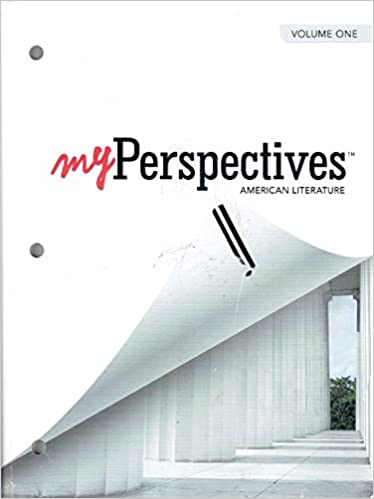 VOLUME ONE
myPerspectives™
AMERICAN LITERATURE